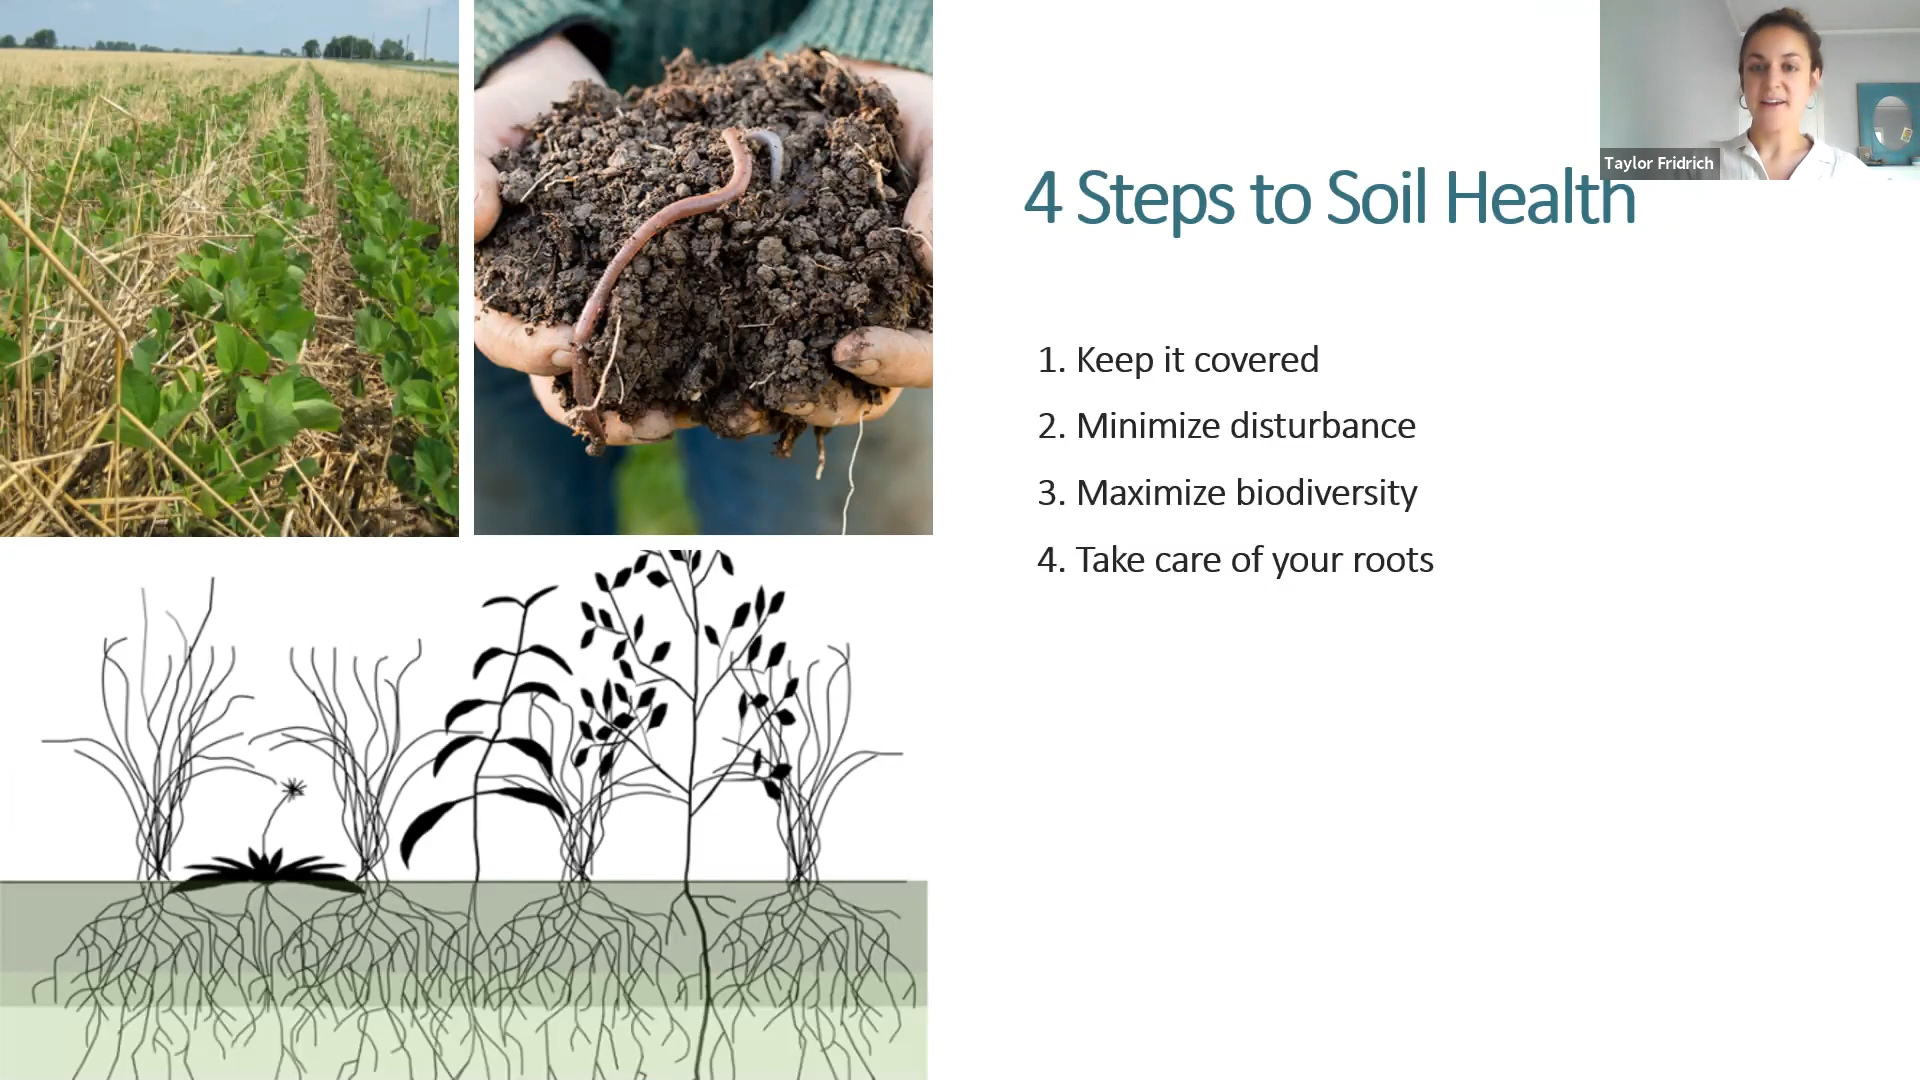 Taylor Fridrich
4 Steps to Soil Health
1. Keep it covered
2. Minimize disturbance
3. Maximize biodiversity
4. Take care of your roots